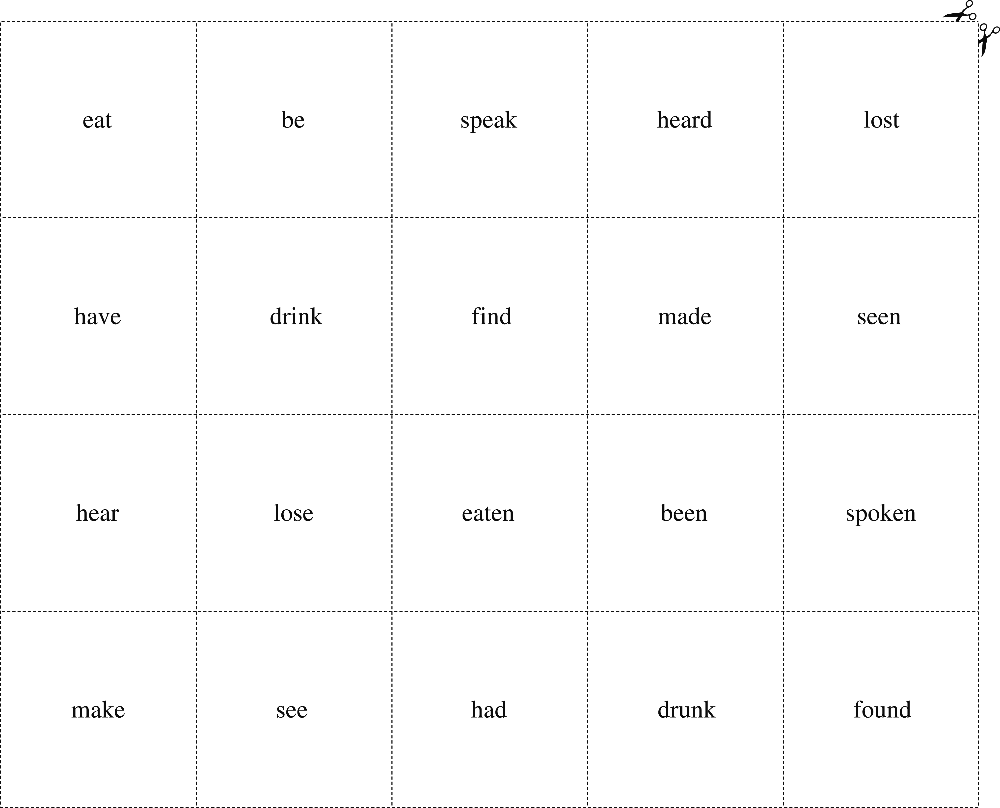 eat be speak heard lost
have drink find made seen
hear lose eaten been spoken
make see had drunk found